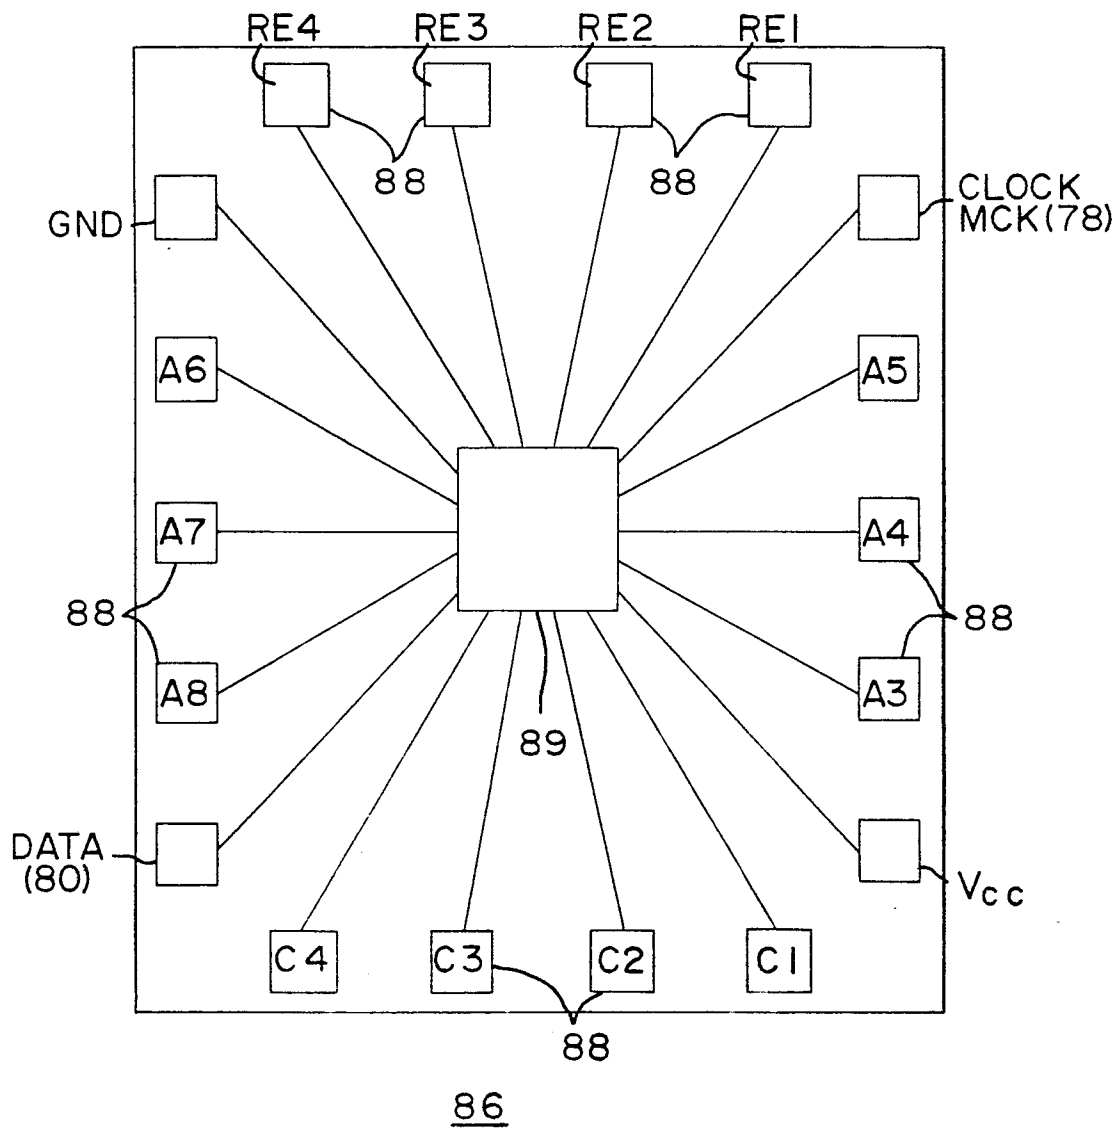 RE4 RE3 RE2 RE1
88 88
GND
CLOCK
MCK(78)
A6 A5
A7 A4
88 88
A8 A3
89
DATA
(80)
Vcc
C4 C3 C2 C1
88
86